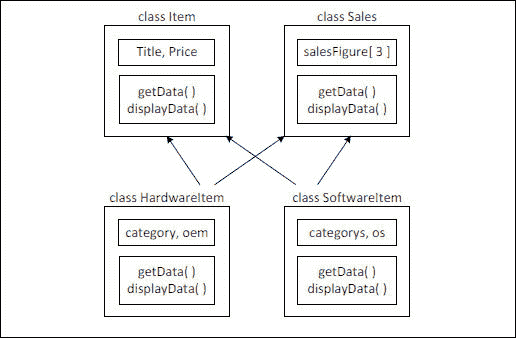 class Item
Title, Price
getData( )
displayData( )
class Sales
salesFigure[ 3 ]
getData( )
displayData( )
class HardwareItem
category, oem
getData( )
displayData( )
class SoftwareItem
categorys, os
getData( )
displayData( )